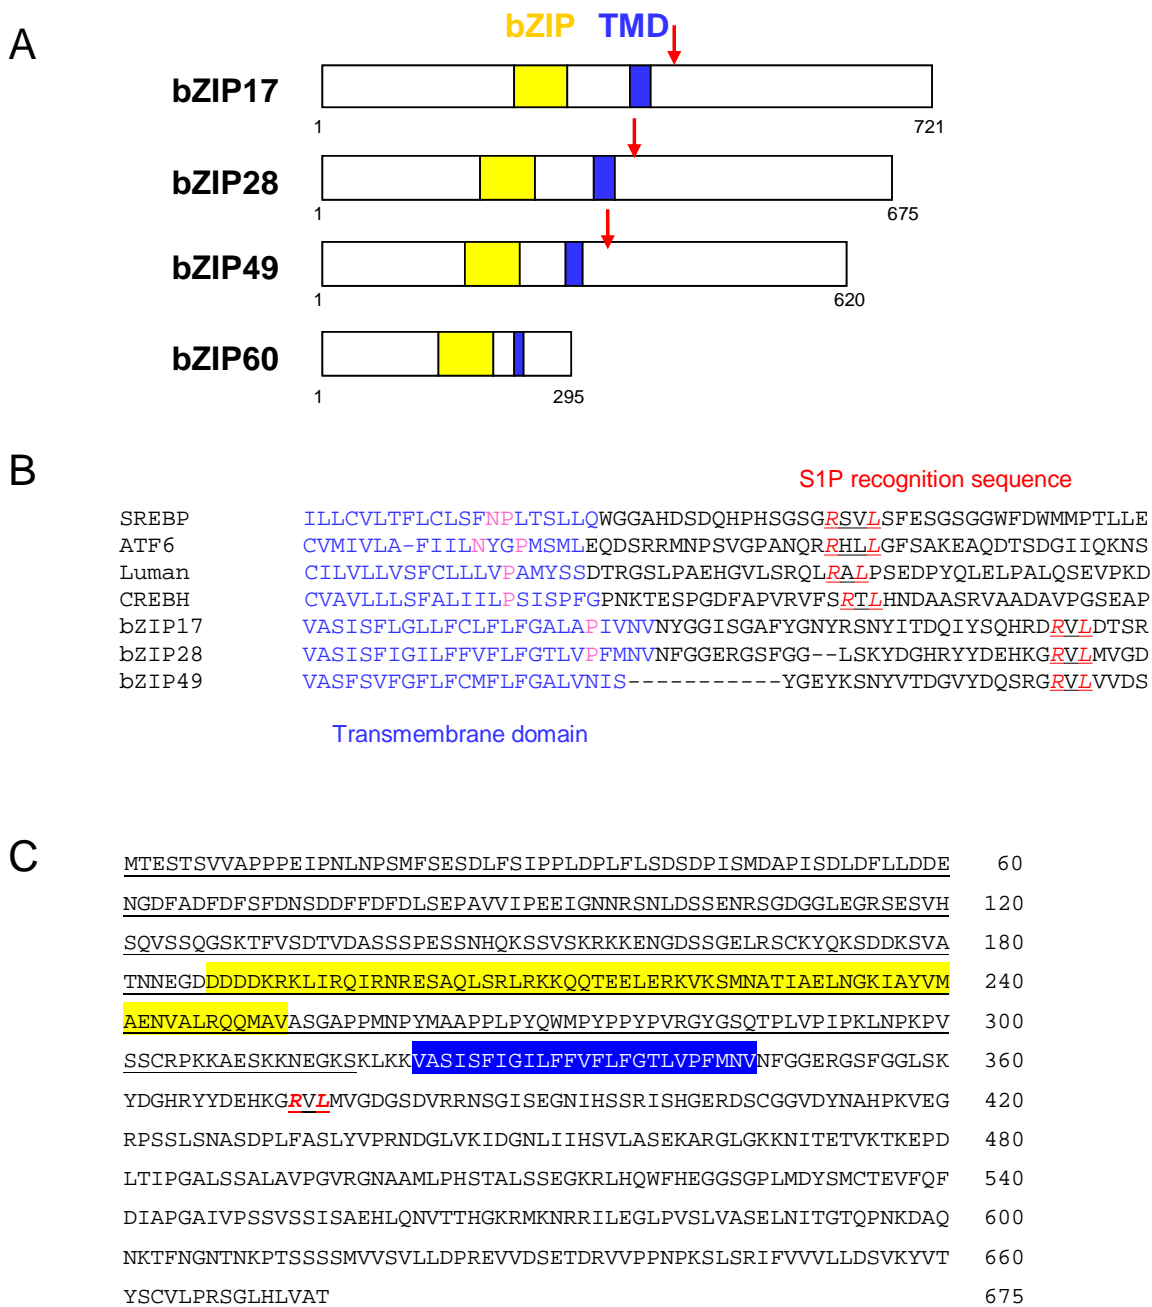 A
bZIP TMD
bZIP17
1 721
bZIP28
1 675
bZIP49
1 620
bZIP60
1 295
B
S1P recognition sequence
SREBP ILLCVLTFLCLSFNPLTSLLQWGGAHDSDQHPHSGSGRSVLSFESGSGGWFDWMMPTLLE
ATF6 CVMIVLA-FIILNYGPMSMLEQDSRRMNPSVGPANQRRHLLGFSAKEAQDTSDGIIQKNS
Luman CILVLLVSFCLLLVPAMYSSDTRGSLPAEHGVLSRQLRALPSEDPYQLELPALQSEVPKD
CREBH CVAVLLLSFALIILPSISPFGPNKTESPGDFAPVRVFSRTLHNDAASRVAADAVPGSEAP
bZIP17 VASISFLGLLFCLFLFGALAPIVNVNYGGISGAFYGNYRSNYITDQIYSQHRDRVLDTSR
bZIP28 VASISFIGILFFVFLFGTLVPFMNVNFGGERGSFGG--LSKYDGHRYYDEHKGRVLMVGD
bZIP49 VASFSVFGFLFCMFLFGALVNIS-----------YGEYKSNYVTDGVYDQSRGRVLVVDS
Transmembrane domain
C
MTESTSVVAPPPEIPNLNPSMFSESDLFSIPPLDPLFLSDSDPISMDAPISDLDFLLDDE 60
NGDFADFDFSFDNSDDFFDFDLSEPAVVIPEEIGNNRSNLDSSENRSGDGGLEGRSESVH 120
SQVSSQGSKTFVSDTVDASSSPESSNHQKSSVSKRKKENGDSSGELRSCKYQKSDDKSVA 180
TNNEGDDDDDKRKLIRQIRNRESAQLSRLRKKQQTEELERKVKSMNATIAELNGKIAYVM 240
AENVALRQQMAVASGAPPMNPYMAAPPLPYQWMPYPPYPVRGYGSQTPLVPIPKLNPKPV 300
SSCRPKKAESKKNEGKSKLKKVASISFIGILFFVFLFGTLVPFMNVNFGGERGSFGGLSK 360
YDGHRYYDEHKGRVLMVGDGSDVRRNSGISEGNIHSSRISHGERDSCGGVDYNAHPKVEG 420
RPSSLSNASDPLFASLYVPRNDGLVKIDGNLIIHSVLASEKARGLGKKNITETVKTKEPD 480
LTIPGALSSALAVPGVRGNAAMLPHSTALSSEGKRLHQWFHEGGSGPLMDYSMCTEVFQF 540
DIAPGAIVPSSVSSISAEHLQNVTTHGKRMKNRRILEGLPVSLVASELNITGTQPNKDAQ 600
NKTFNGNTNKPTSSSSMVVSVLLDPREVVDSETDRVVPPNPKSLSRIFVVVLLDSVKYVT 660
YSCVLPRSGLHLVAT 675